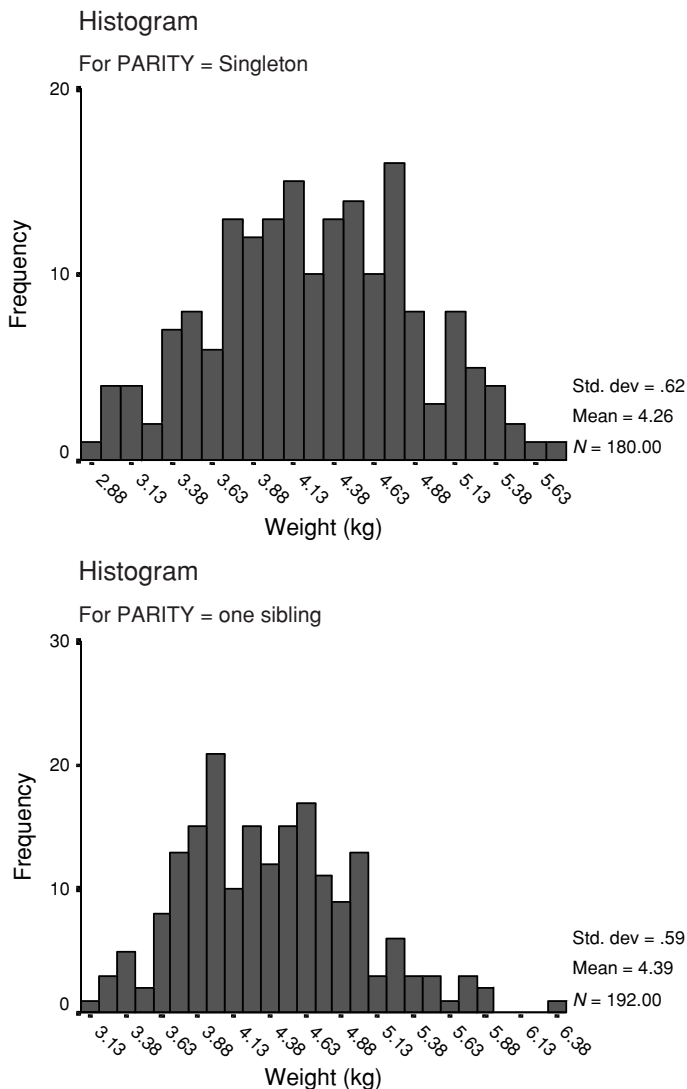 Histogram
For PARITY = Singleton
20
10
0
Frequency
2.88 3.13 3.38 3.63 3.88 4.13 4.38 4.63 4.88 5.13 5.38 5.63
Weight (kg)
Std. dev = .62
Mean = 4.26
N = 180.00
Histogram
For PARITY = one sibling
30
20
10
0
Frequency
3.13 3.38 3.63 3.88 4.13 4.38 4.63 4.88 5.13 5.38 5.63 5.88 6.13 6.38
Weight (kg)
Std. dev = .59
Mean = 4.39
N = 192.00